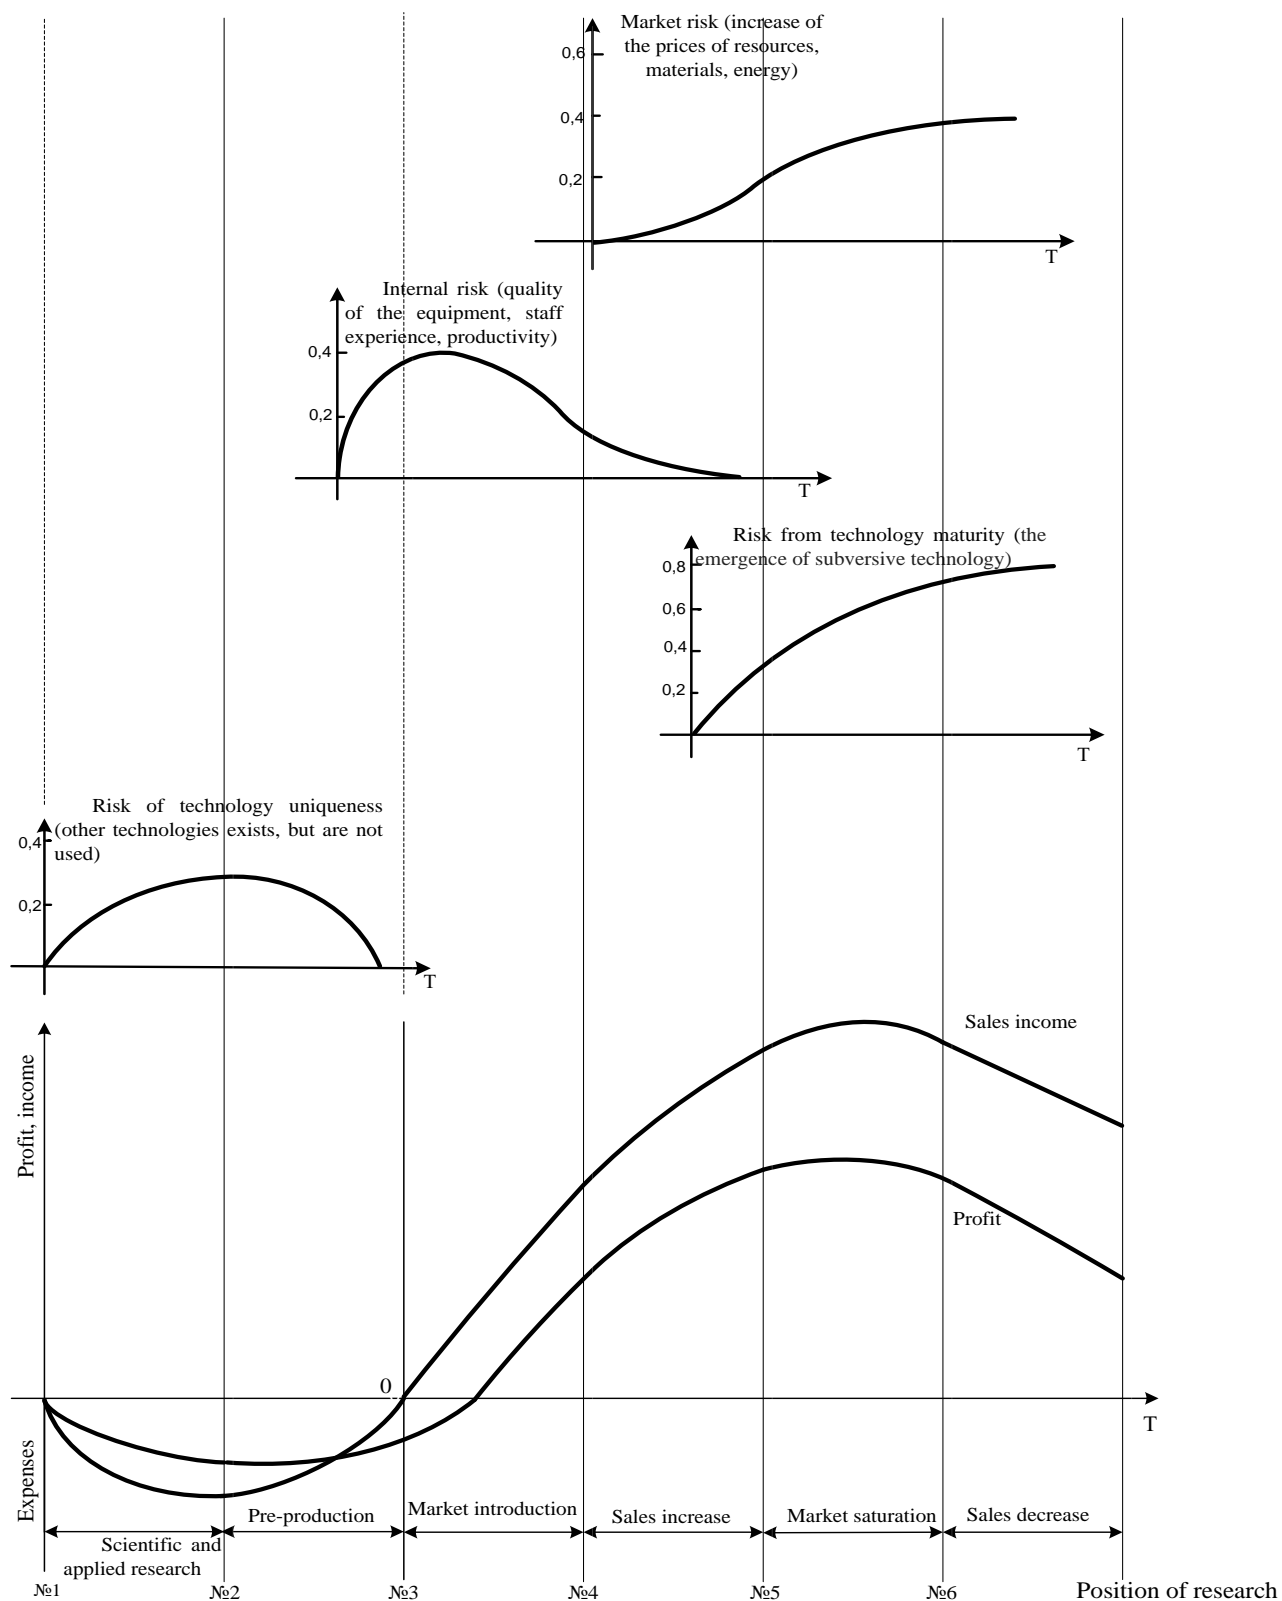 Market risk (increase of
the prices of resources,
materials, energy)
0,6
0,4
0,2
T
Internal risk (quality
of the equipment, staff
experience, productivity)
0,4
0,2
T
Risk from technology maturity (the
emergence of subversive technology)
0,8
0,6
0,4
0,2
T
Risk of technology uniqueness
(other technologies exists, but are not
used)
0,4
0,2
T
Profit, income
Sales income
Profit
0
T
Expenses
Scientific and
applied research
Pre-production
Market introduction
Sales increase
Market saturation
Sales decrease
№1
№2
№3
№4
№5
№6
Position of research